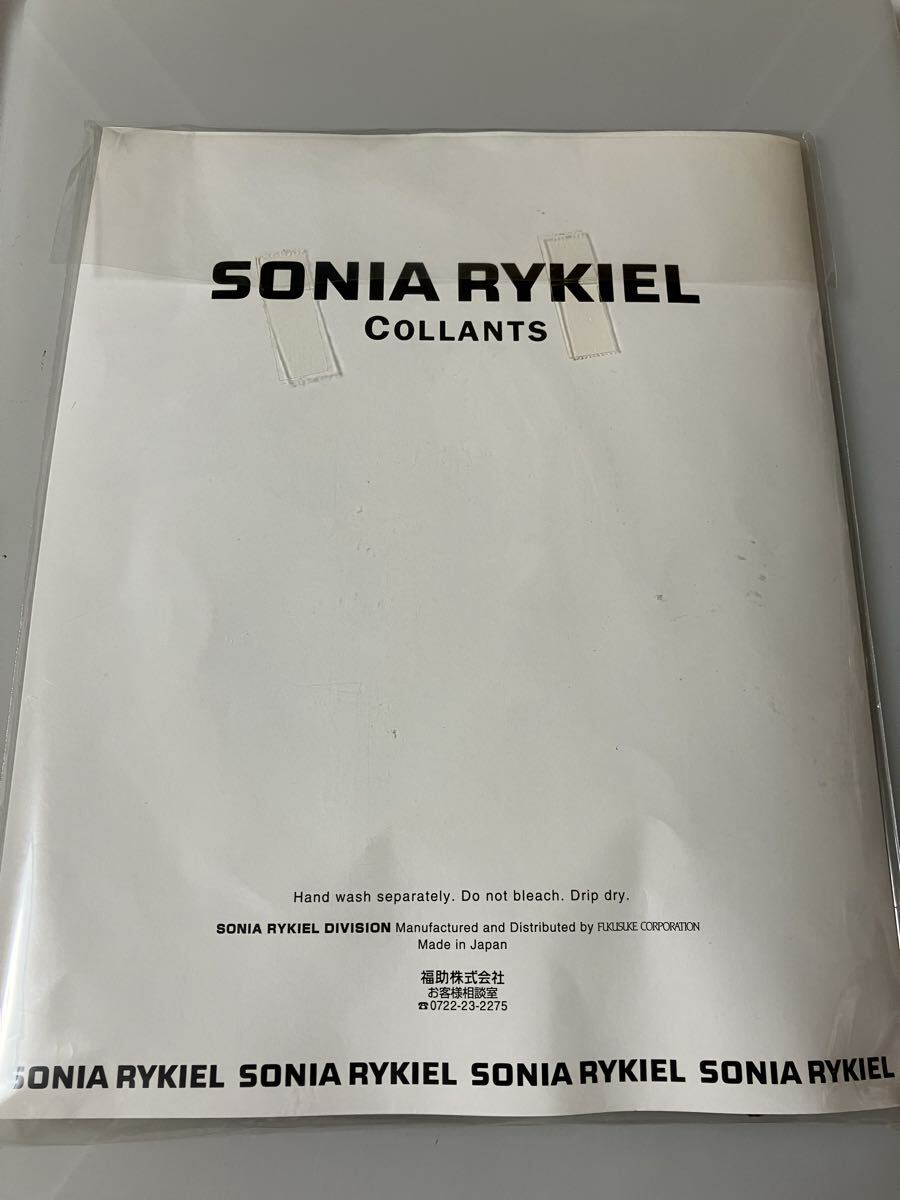 SONIA RYKIEL
COLLANTS
Hand wash separately. Do not bleach. Drip dry.
SONIA RYKIEL DIVISION Manufactured and Distributed by FUKUSUKE CORPORATION
Made in Japan
福助株式会社
お客様相談室
☎0722-23-2275
SONIA RYKIEL SONIA RYKIEL SONIA RYKIEL SONIA RYKIEL